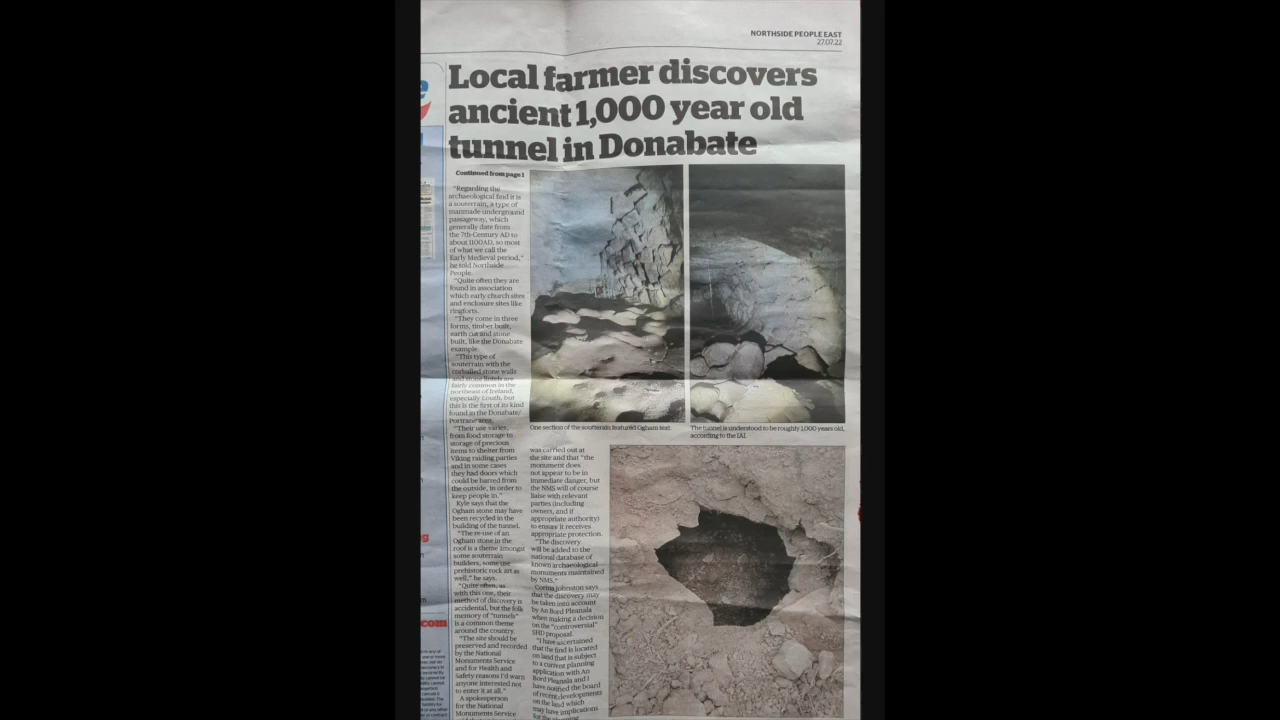 NORTHSIDE PEOPLE EAST
27.07.22
Local farmer discovers
ancient 1,000 year old
tunnel in Donabate
Continued from page 1
"Regarding the
archaeological find it is
a souterrain, a type of
manmade underground
passageway, which
generally date from
the 7th-Century AD to
about 1100AD, so most
of what we call the
Early Medieval period,"
he told Northside
People.
"Quite often they are
found in association
which early church sites
and enclosure sites like
ringforts.
"They come in three
forms, timber built,
earth cut and stone
built, like the Donabate
example.
"This type of
souterrain with the
corballed stone walls
and stone lintels are
fairly common in the
northeast of Ireland,
especially Louth, but
this is the first of its kind
found in the Donabate/
Portrane area.
"Their use varies,
from food storage to
storage of precious
items to shelter from
Viking raiding parties
and in some cases
they had doors which
could be barred from
the outside, in order to
keep people in."
Kyle says that the
Ogham stone may have
been recycled in the
building of the tunnel.
"The re-use of an
Ogham stone in the
roof is a theme amongst
some souterrain
builders, some use
prehistoric rock art as
well," he says.
"Quite often, as
with this one, their
method of discovery is
accidental, but the folk
memory of "tunnels"
is a common theme
around the country.
"The site should be
preserved and recorded
by the National
Monuments Service
and for Health and
Safety reasons I'd warn
anyone interested not
to enter it at all."
A spokesperson
for the National
Monuments Service
One section of the soutterain featured Ogham text.
The tunnel is understood to be roughly 1,000 years old,
according to the IAI.
was carried out at
the site and that "the
monument does
not appear to be in
immediate danger, but
the NMS will of course
liaise with relevant
parties (including
owners, and if
appropriate authority)
to ensure it receives
appropriate protection.
"The discovery
will be added to the
national database of
known archaeological
monuments maintained
by NMS."
Corina Johnston says
that the discovery may
be taken into account
by An Bord Pleanala
when making a decision
on the "controversial"
SHD proposal.
"I have ascertained
that the find is located
on land that is subject
to a current planning
application with An
Bord Pleanala and I
have notified the board
of recent developments
on the land which
may have implications
for the planning
com